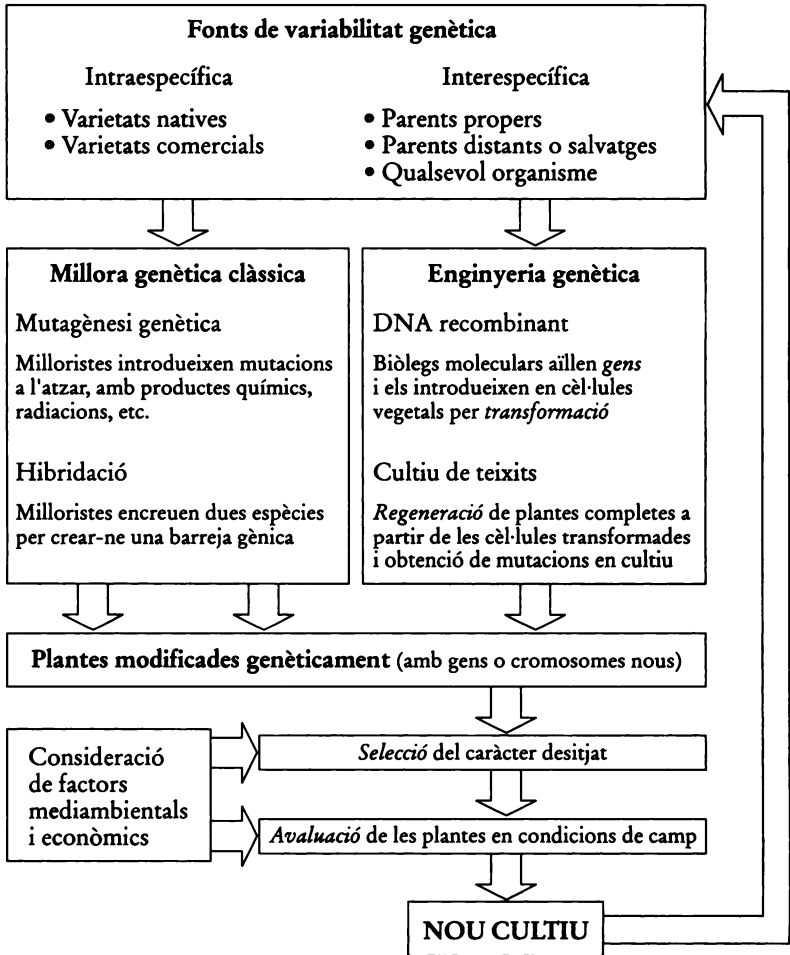 Fonts de variabilitat genètica
Intraespecífica
• Varietats natives
• Varietats comercials
Interespecífica
• Parents propers
• Parents distants o salvatges
• Qualsevol organisme
Millora genètica clàssica
Mutagènesi genètica
Milloristes introdueixen mutacions
a l'atzar, amb productes químics,
radiacions, etc.
Hibridació
Milloristes encreuen dues espècies
per crear-ne una barreja gènica
Enginyeria genètica
DNA recombinant
Biòlegs moleculars aïllen gens
i els introdueixen en cèl·lules
vegetals per transformació
Cultiu de teixits
Regeneració de plantes completes a
partir de les cèl·lules transformades
i obtenció de mutacions en cultiu
Plantes modificades genèticament (amb gens o cromosomes nous)
Consideració
de factors
mediambientals
i econòmics
Selecció del caràcter desitjat
Avaluació de les plantes en condicions de camp
NOU CULTIU